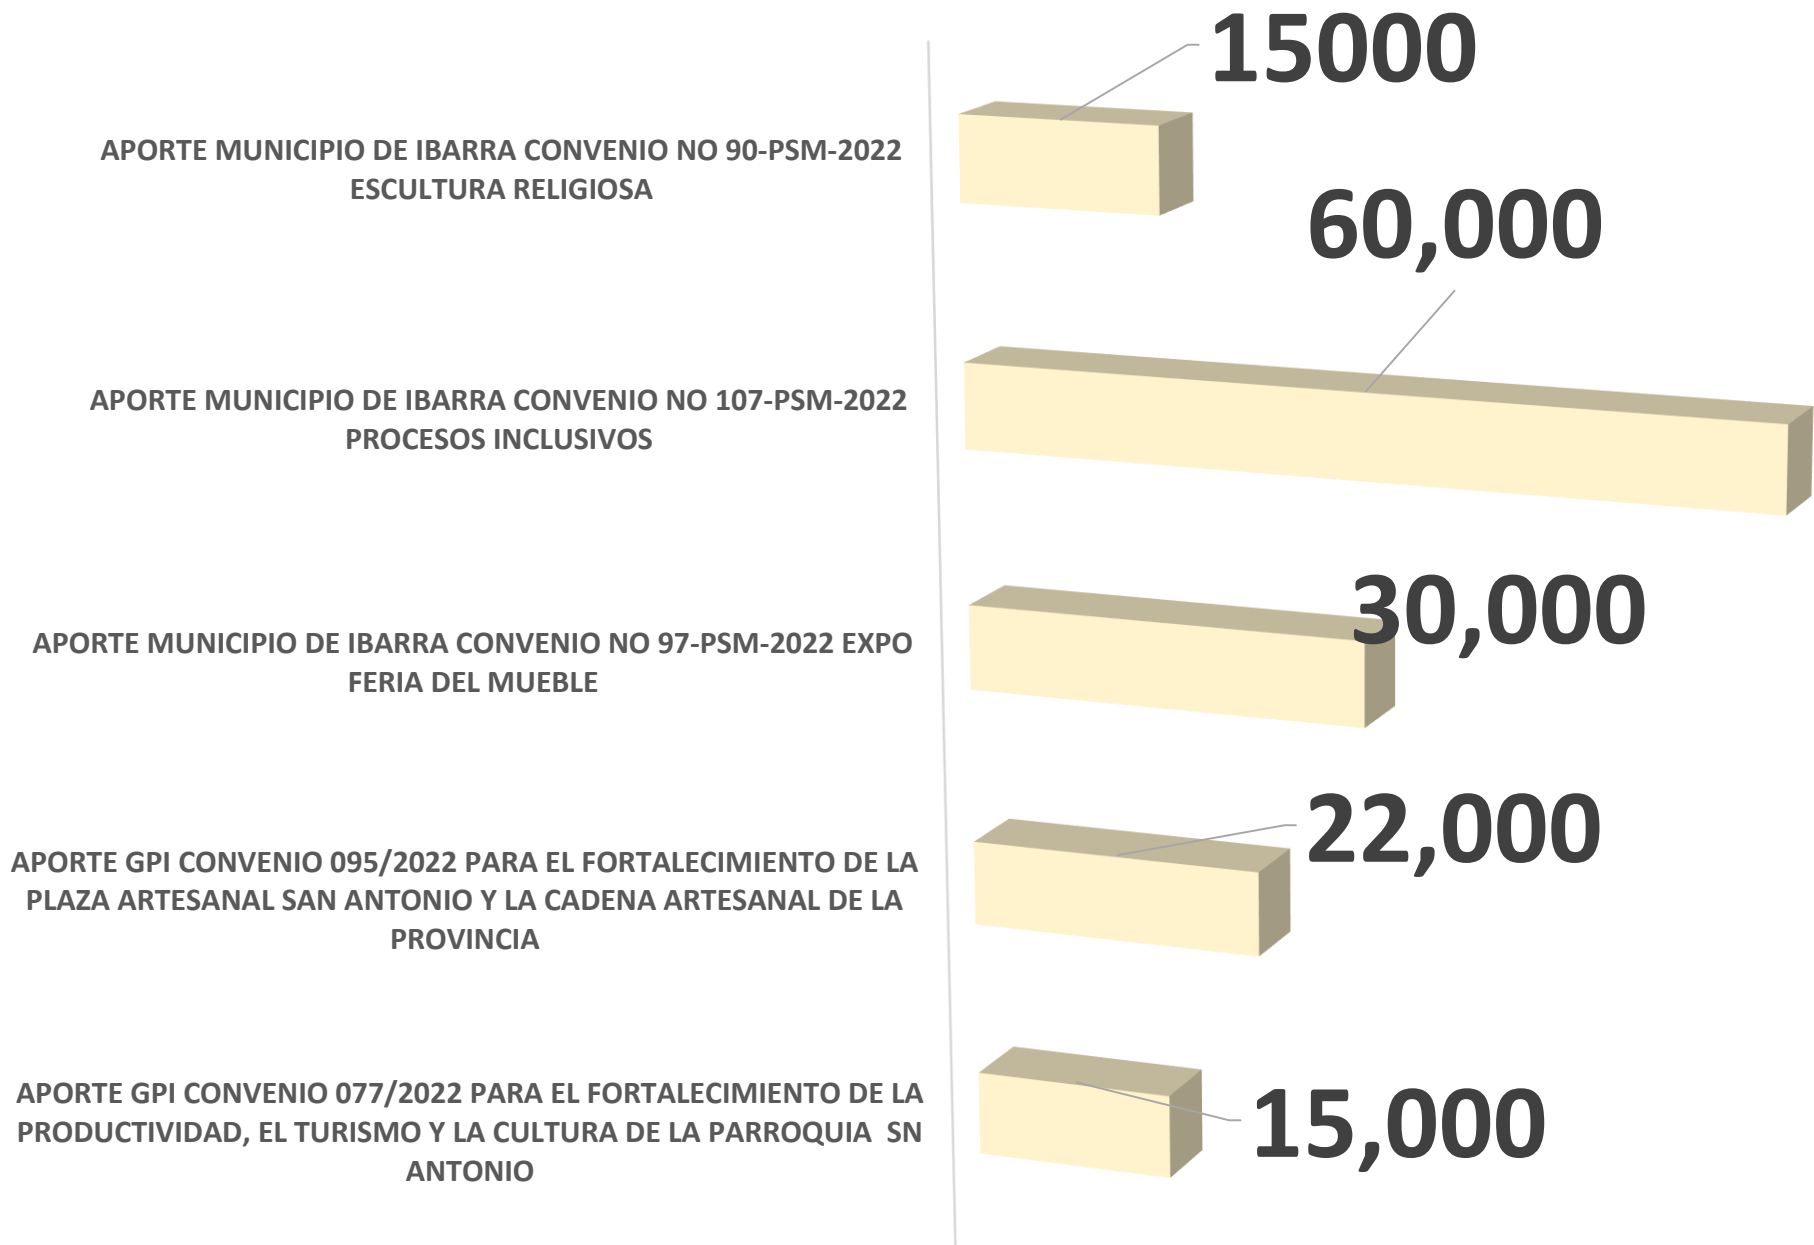 15000
APORTE MUNICIPIO DE IBARRA CONVENIO NO 90-PSM-2022
ESCULTURA RELIGIOSA
60,000
APORTE MUNICIPIO DE IBARRA CONVENIO NO 107-PSM-2022
PROCESOS INCLUSIVOS
30,000
APORTE MUNICIPIO DE IBARRA CONVENIO NO 97-PSM-2022 EXPO
FERIA DEL MUEBLE
22,000
APORTE GPI CONVENIO 095/2022 PARA EL FORTALECIMIENTO DE LA
PLAZA ARTESANAL SAN ANTONIO Y LA CADENA ARTESANAL DE LA
PROVINCIA
15,000
APORTE GPI CONVENIO 077/2022 PARA EL FORTALECIMIENTO DE LA
PRODUCTIVIDAD, EL TURISMO Y LA CULTURA DE LA PARROQUIA SN
ANTONIO